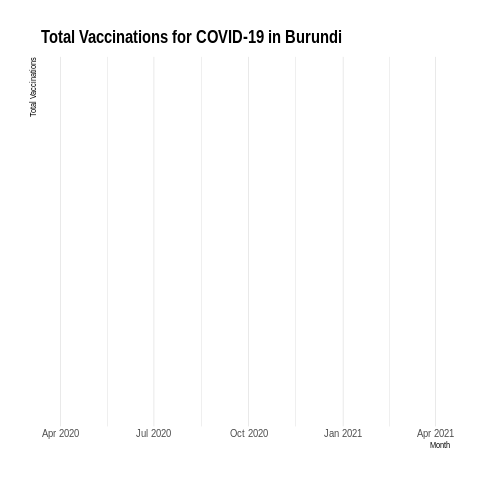 Total Vaccinations for COVID-19 in Burundi
Total Vaccinations
Apr 2020 Jul 2020 Oct 2020 Jan 2021 Apr 2021
Month